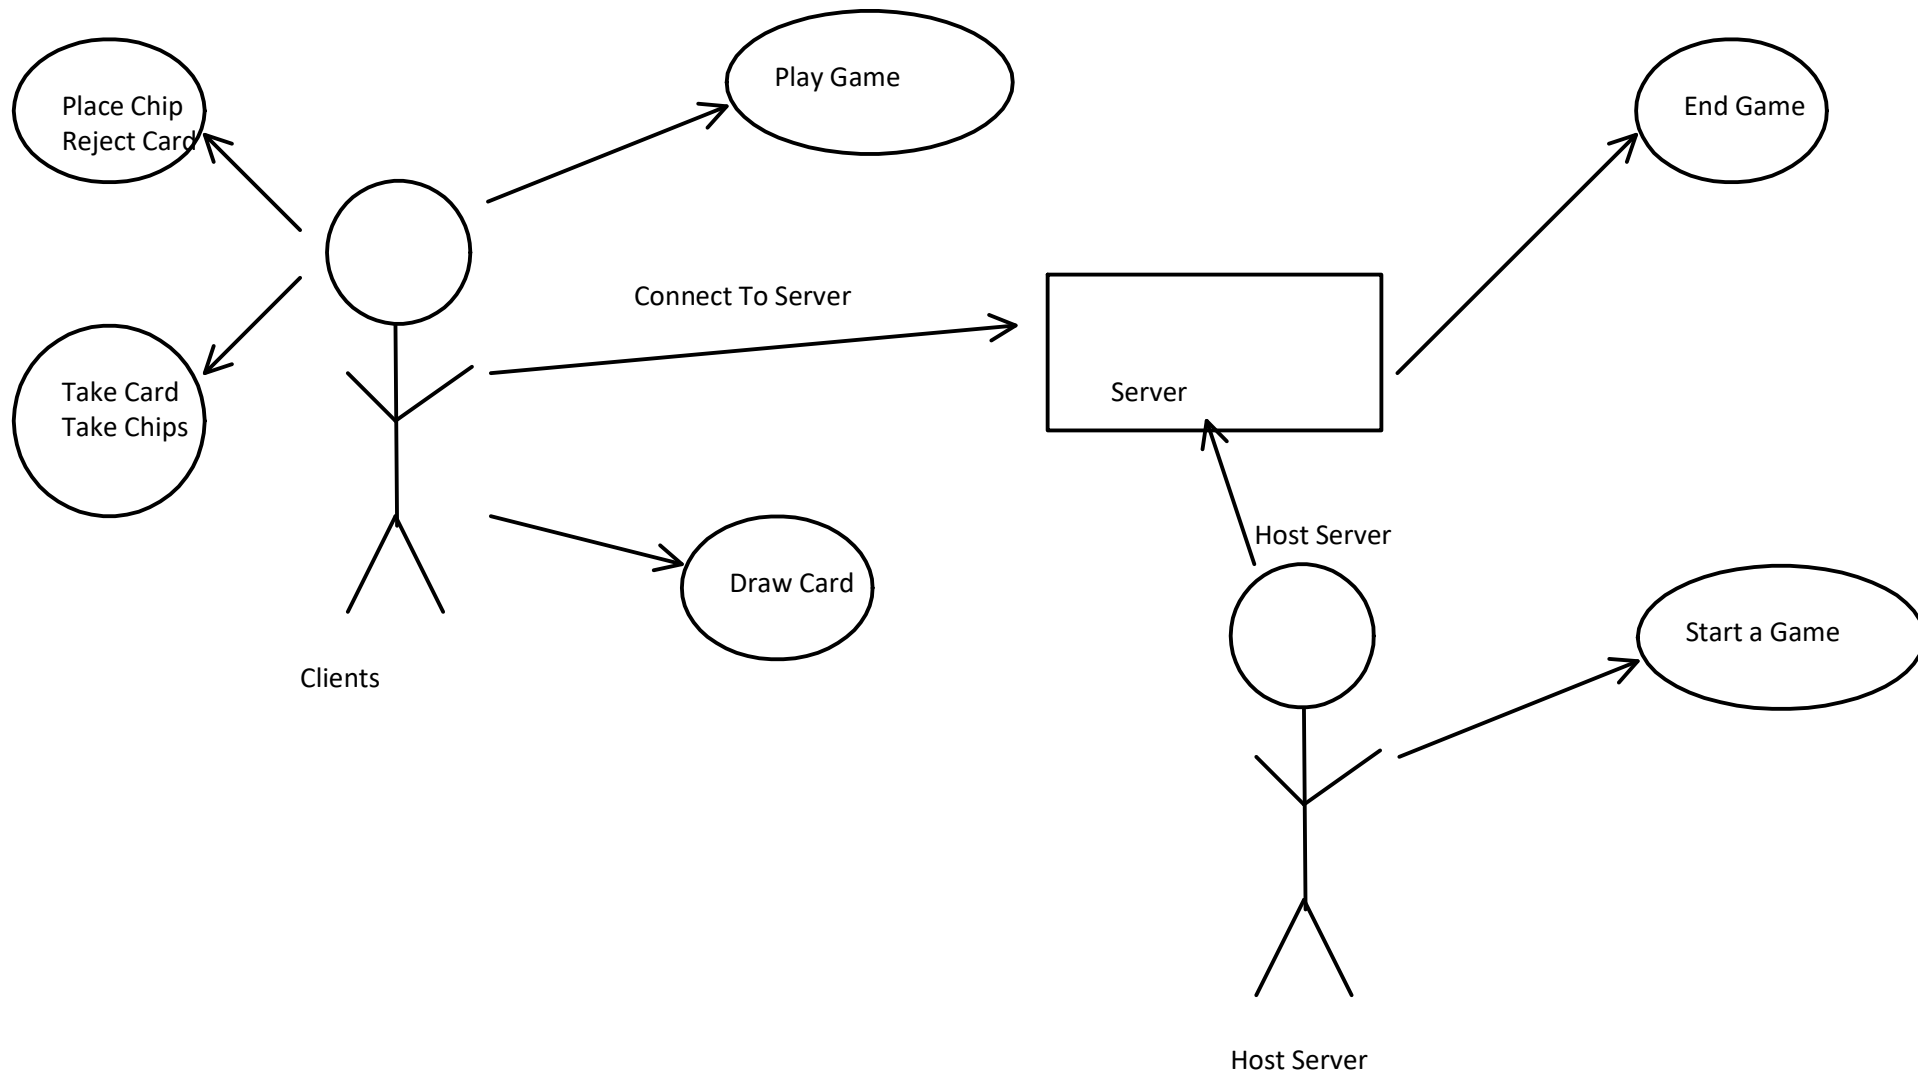 Play Game
Place Chip
Reject Card
End Game
Connect To Server
Take Card
Take Chips
Server
Host Server
Draw Card
Start a Game
Clients
Host Server